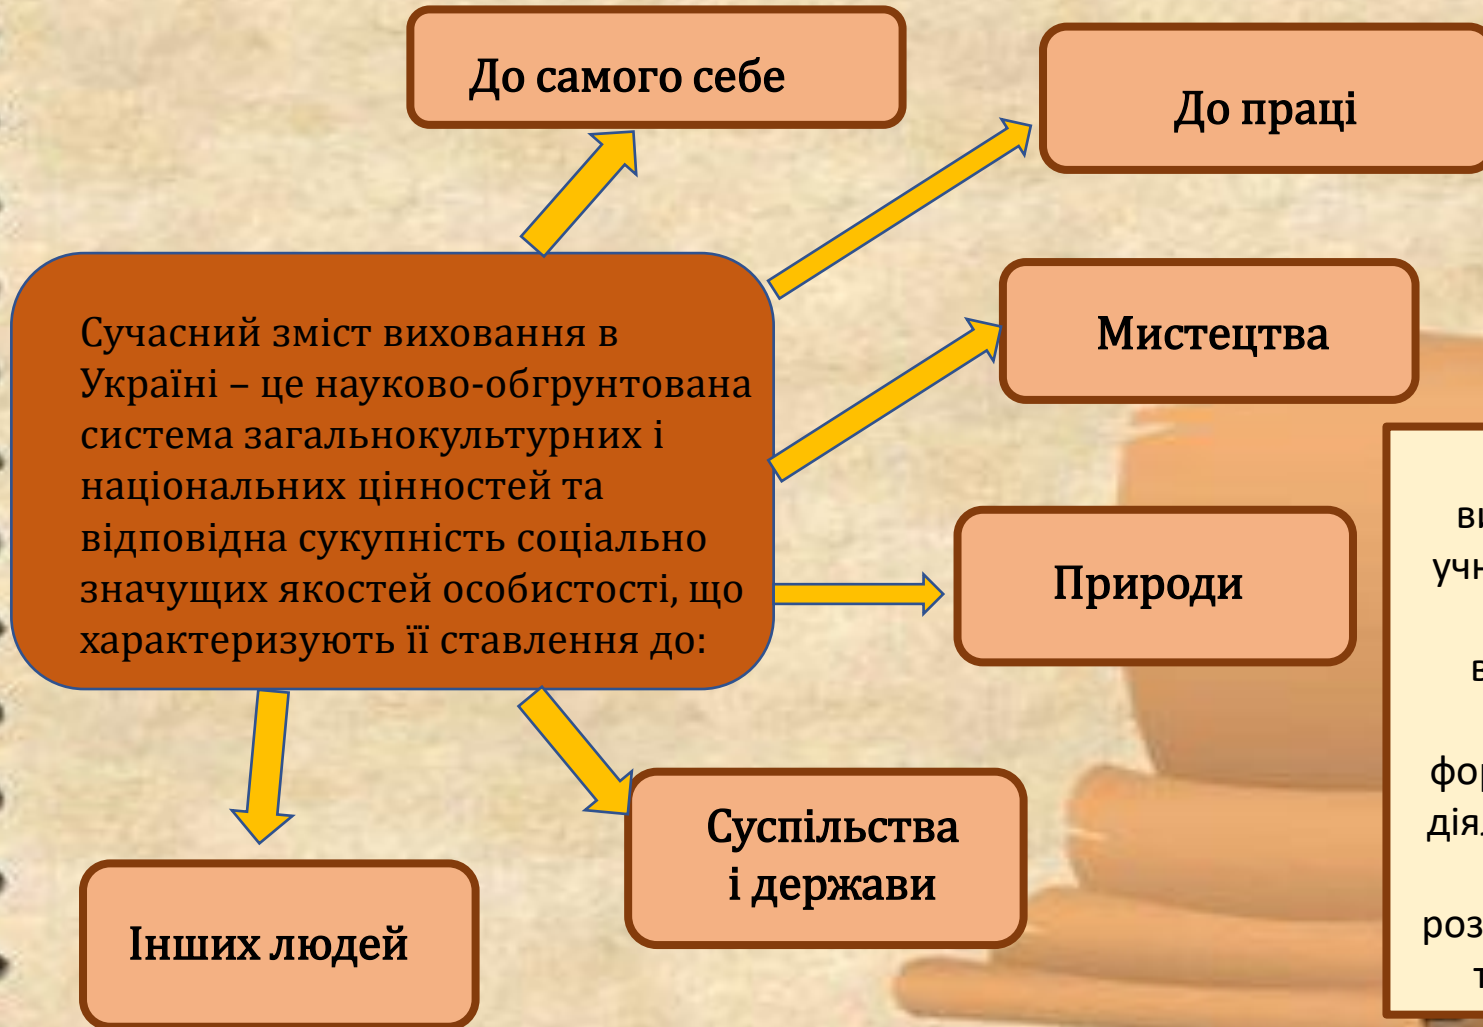 До самого себе
До праці
Сучасний зміст виховання в
Україні – це науково-обгрунтована
система загальнокультурних і
національних цінностей та
відповідна сукупність соціально
значущих якостей особистості, що
характеризують її ставлення до:
Мистецтва
Природи
Суспільства
і держави
Інших людей